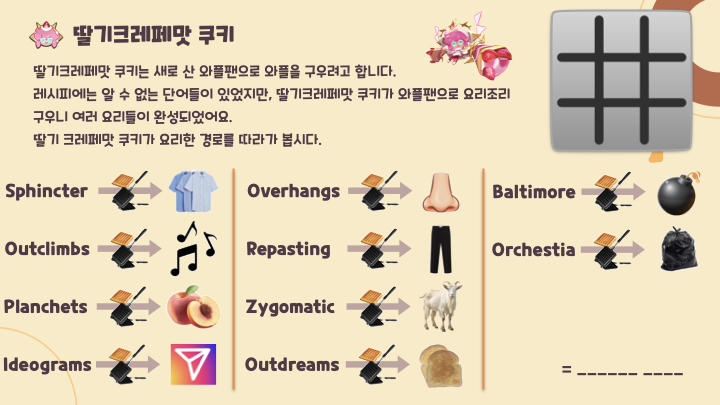 딸기크레페맛 쿠키
딸기크레페맛 쿠키는 새로 산 와플팬으로 와플을 구우려고 합니다.
레시피에는 알 수 없는 단어들이 있었지만, 딸기크레페맛 쿠키가 와플팬으로 요리조리
구우니 여러 요리들이 완성되었어요.
딸기 크레페맛 쿠키가 요리한 경로를 따라가 봅시다.
Sphincter
Outclimbs
Planchets
Ideograms
Overhangs
Repasting
Zygomatic
Outdreams
Baltimore
Orchestia
= ______ ____